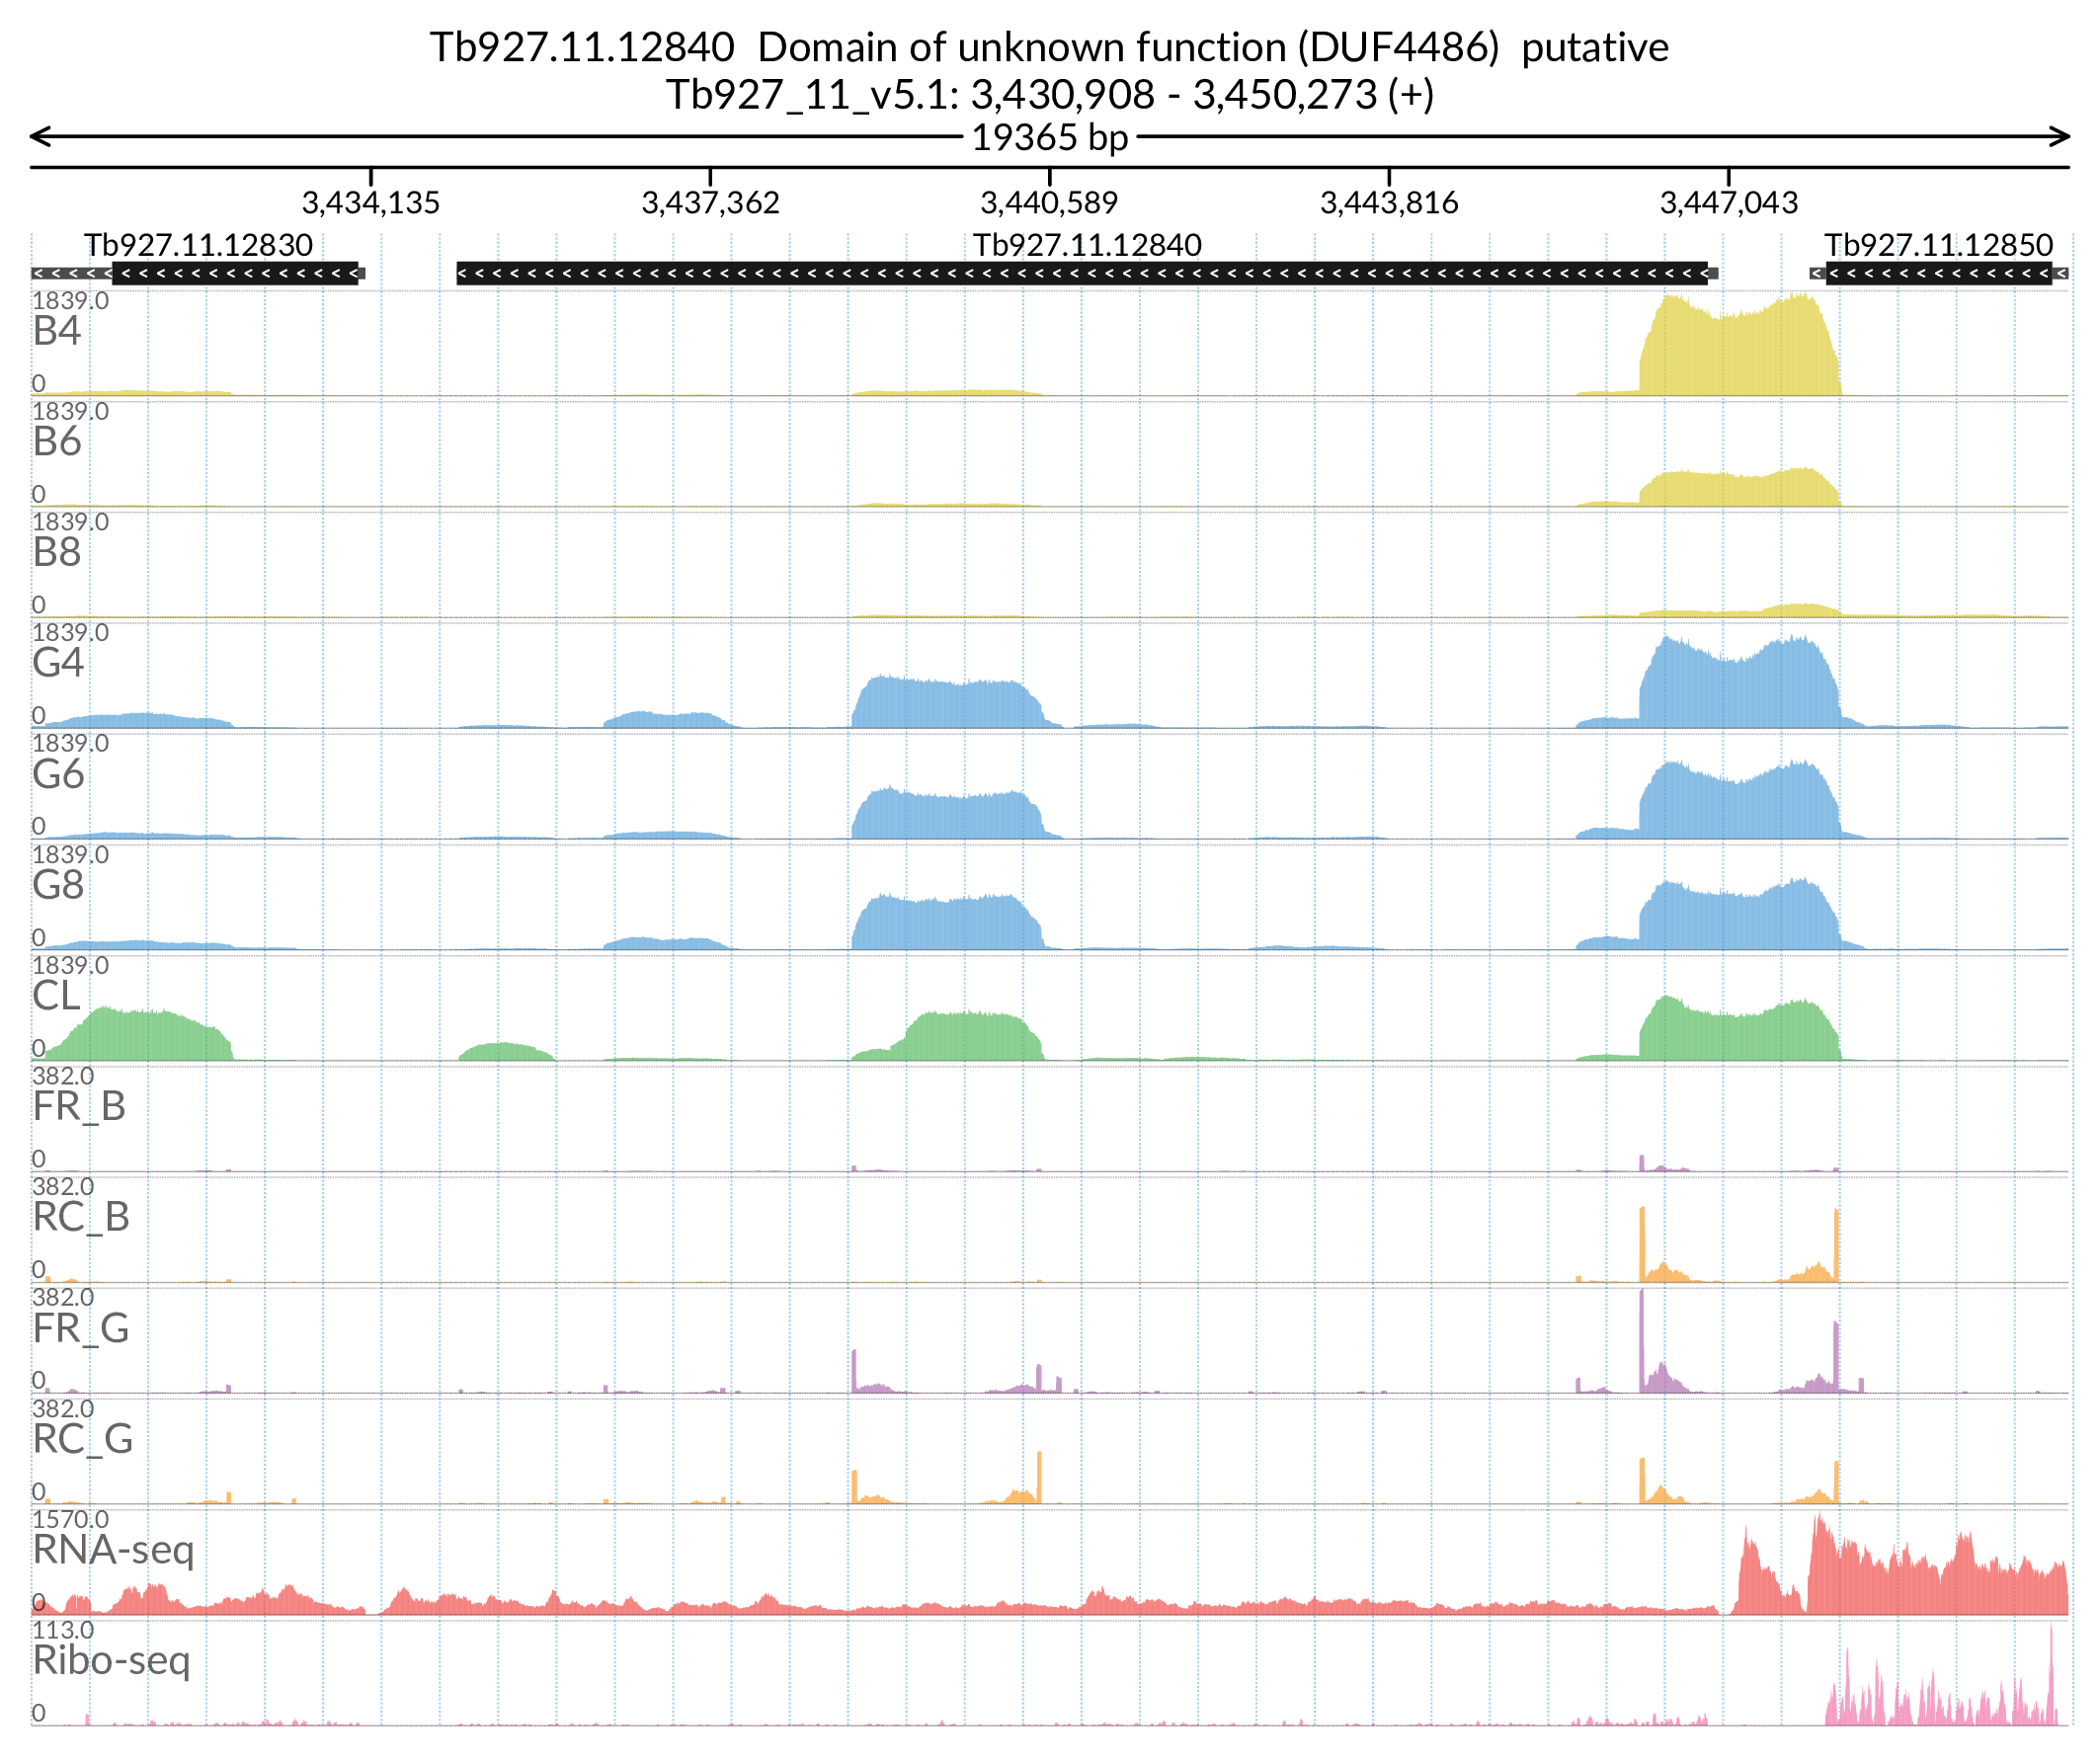 Tb927.11.12840  Domain of unknown function (DUF4486)  putative
Tb927_11_v5.1: 3,430,908 - 3,450,273 (+)
19365 bp
3,434,135 3,437,362 3,440,589 3,443,816 3,447,043
Tb927.11.12830 Tb927.11.12840 Tb927.11.12850
1839.0
B4
0
1839.0
B6
0
1839.0
B8
0
1839.0
G4
0
1839.0
G6
0
1839.0
G8
0
1839.0
CL
0
382.0
FR_B
0
382.0
RC_B
0
382.0
FR_G
0
382.0
RC_G
0
1570.0
RNA-seq
0
113.0
Ribo-seq
0